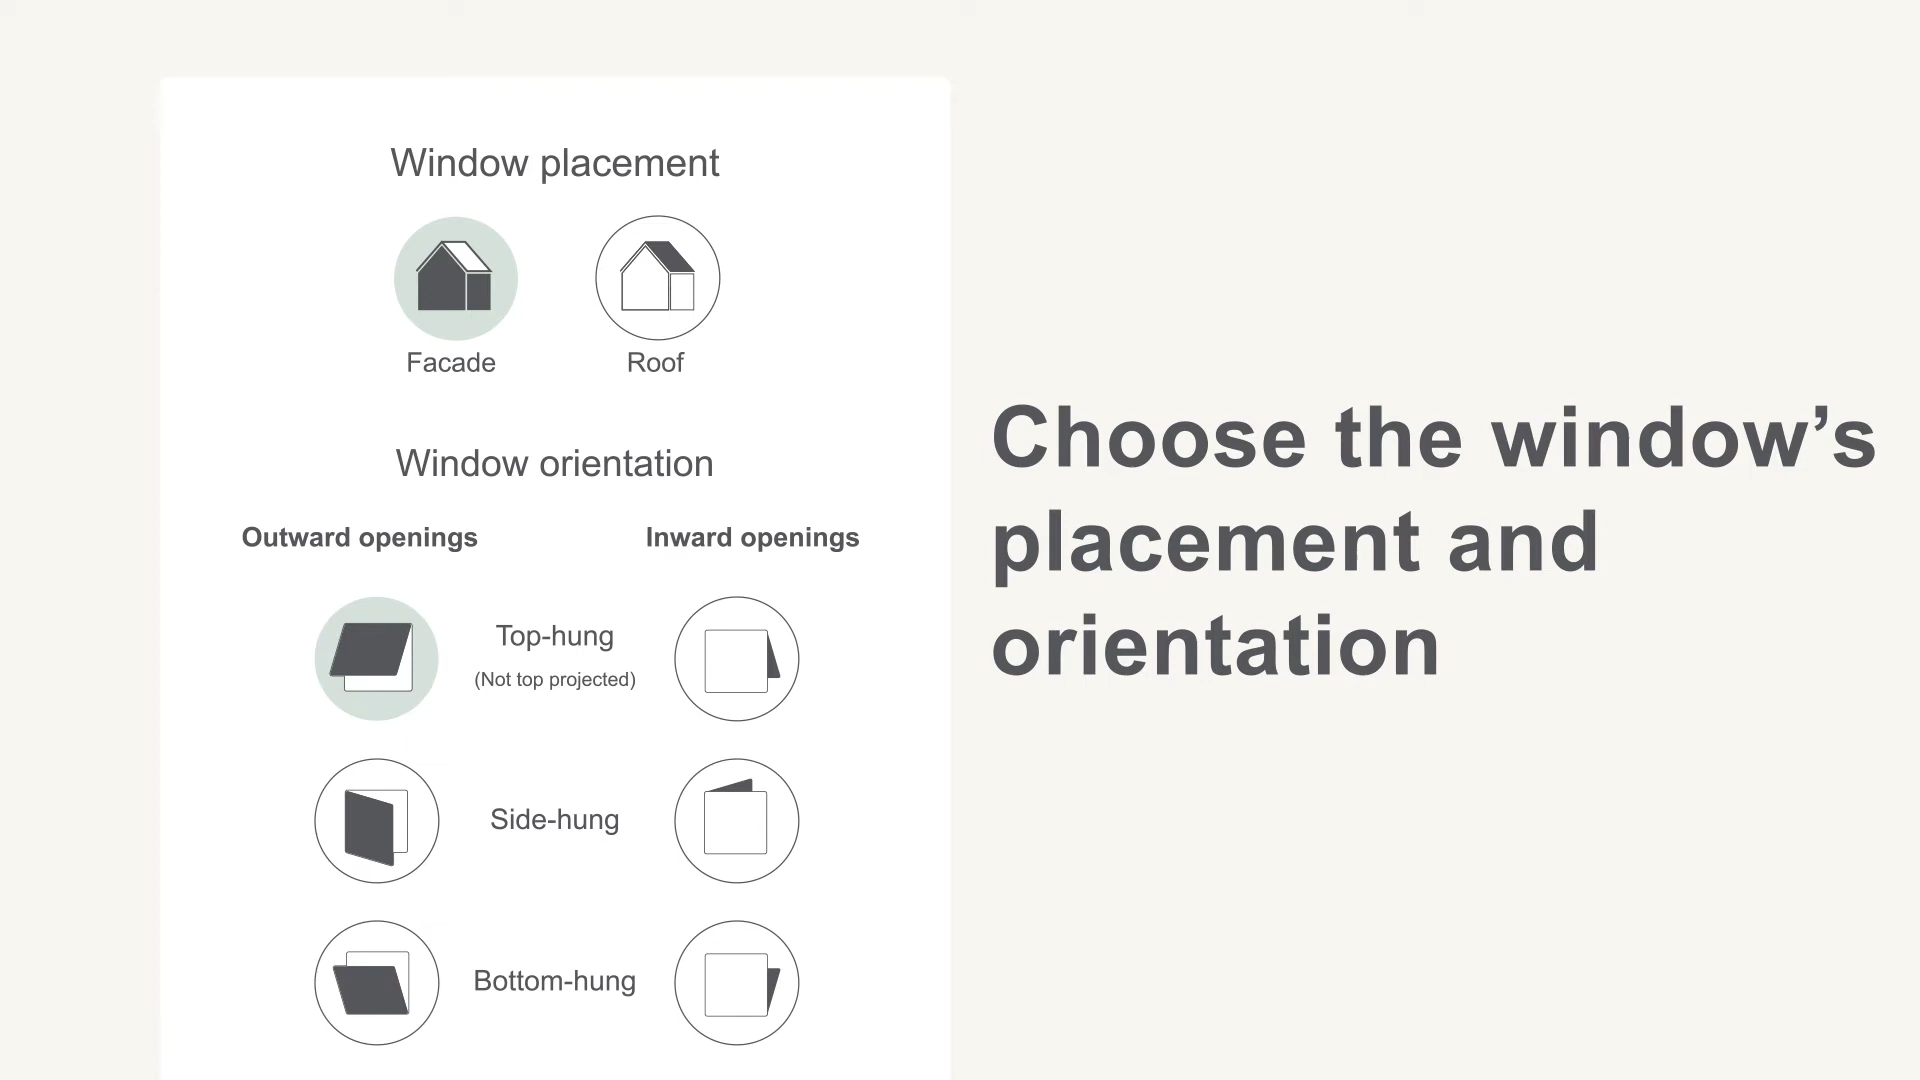 Window placement
Facade
Roof
Window orientation
Outward openings
Inward openings
Top-hung
(Not top projected)
Side-hung
Bottom-hung
Choose the window’s
placement and
orientation